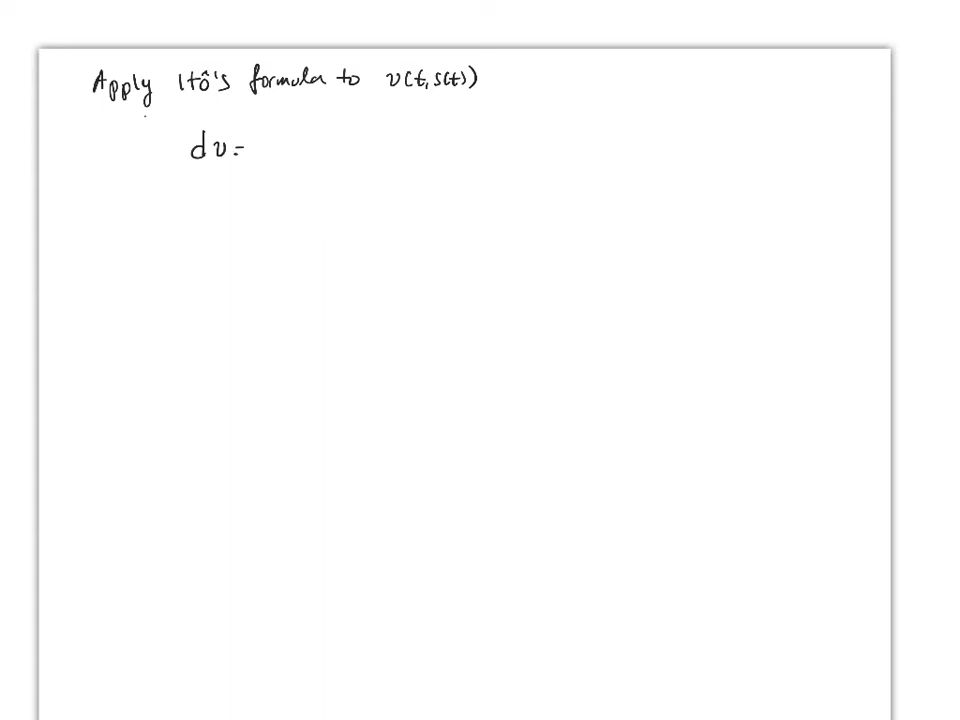 Apply Itô's formula to v(t, S(t))
dv =